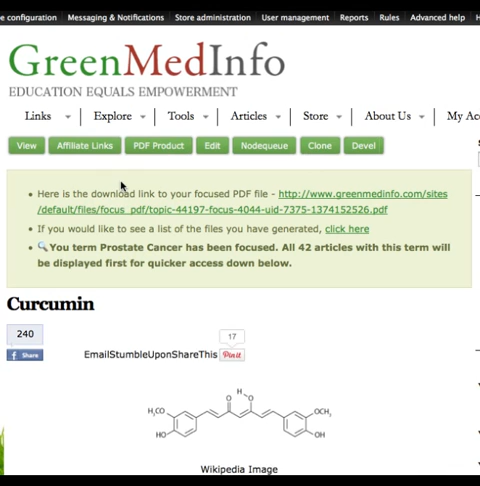 e configuration Messaging & Notifications Store administration User management Reports Rules Advanced help H
GreenMedInfo
EDUCATION EQUALS EMPOWERMENT
Links Explore Tools Articles Store About Us My Acc
View Affiliate Links PDF Product Edit Nodequeue Clone Devel
Here is the download link to your focused PDF file - http://www.greenmedinfo.com/sites
/default/files/focus_pdf/topic-44197-focus-4044-uid-7375-1374152526.pdf
If you would like to see a list of the files you have generated, click here
You term Prostate Cancer has been focused. All 42 articles with this term will
be displayed first for quicker access down below.
Curcumin
240
17
f Share
EmailStumbleUponShareThis Pin it
H
O O
H₃CO OCH₃
HO OH
Wikipedia Image